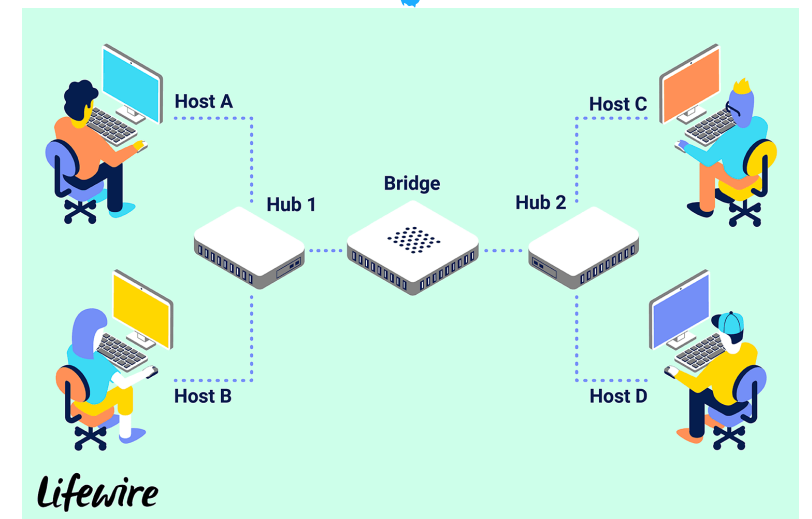 Host A
Host C
Bridge
Hub 1
Hub 2
Host B
Host D
Lifewire